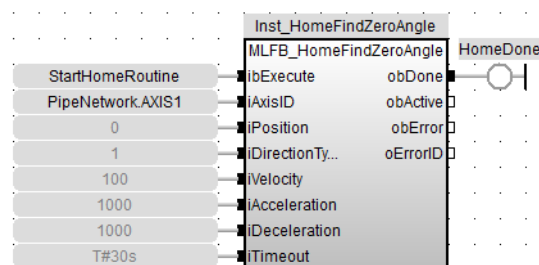 Inst_HomeFindZeroAngle
MLFB_HomeFindZeroAngle HomeDone
StartHomeRoutine ibExecute obDone
PipeNetwork.AXIS1 iAxisID obActive
0 iPosition obError
1 iDirectionTy... oErrorID
100 iVelocity
1000 iAcceleration
1000 iDeceleration
T#30s iTimeout